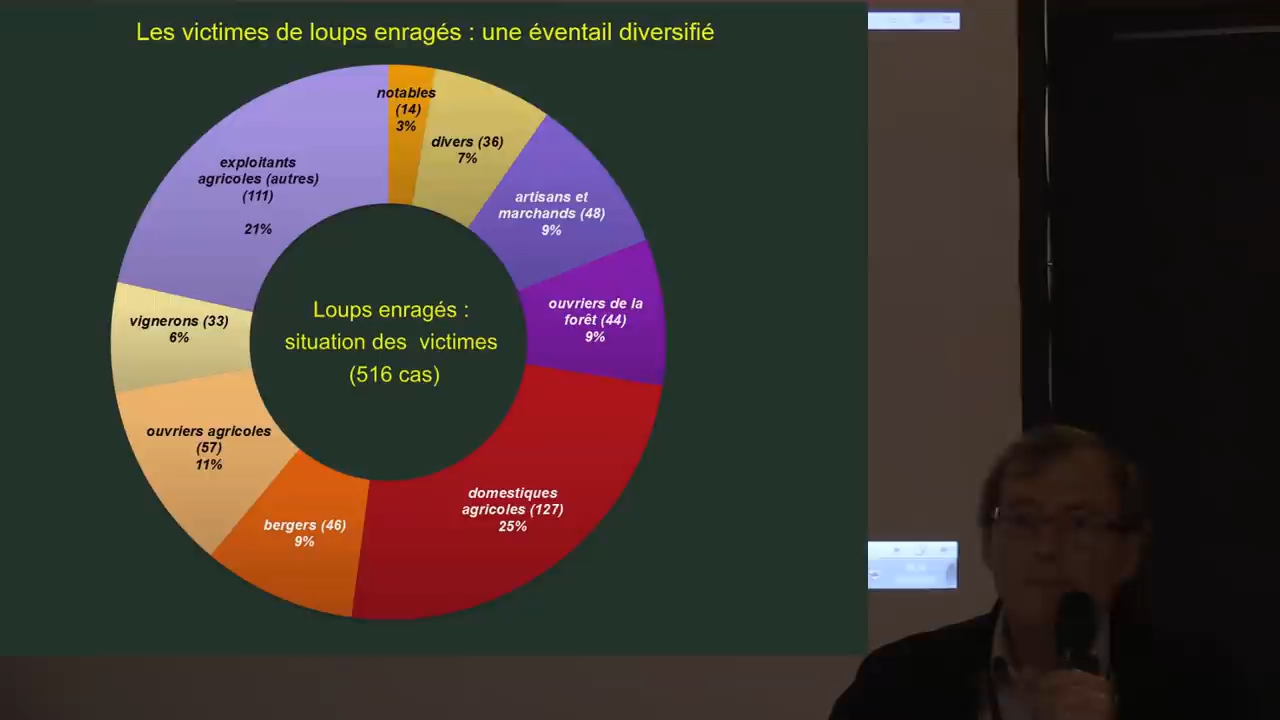 Les victimes de loups enragés : une éventail diversifié
notables
(14)
3%
divers (36)
7%
artisans et
marchands (48)
9%
ouvriers de la
forêt (44)
9%
domestiques
agricoles (127)
25%
bergers (46)
9%
ouvriers agricoles
(57)
11%
vignerons (33)
6%
exploitants
agricoles (autres)
(111)
21%
Loups enragés :
situation des victimes
(516 cas)